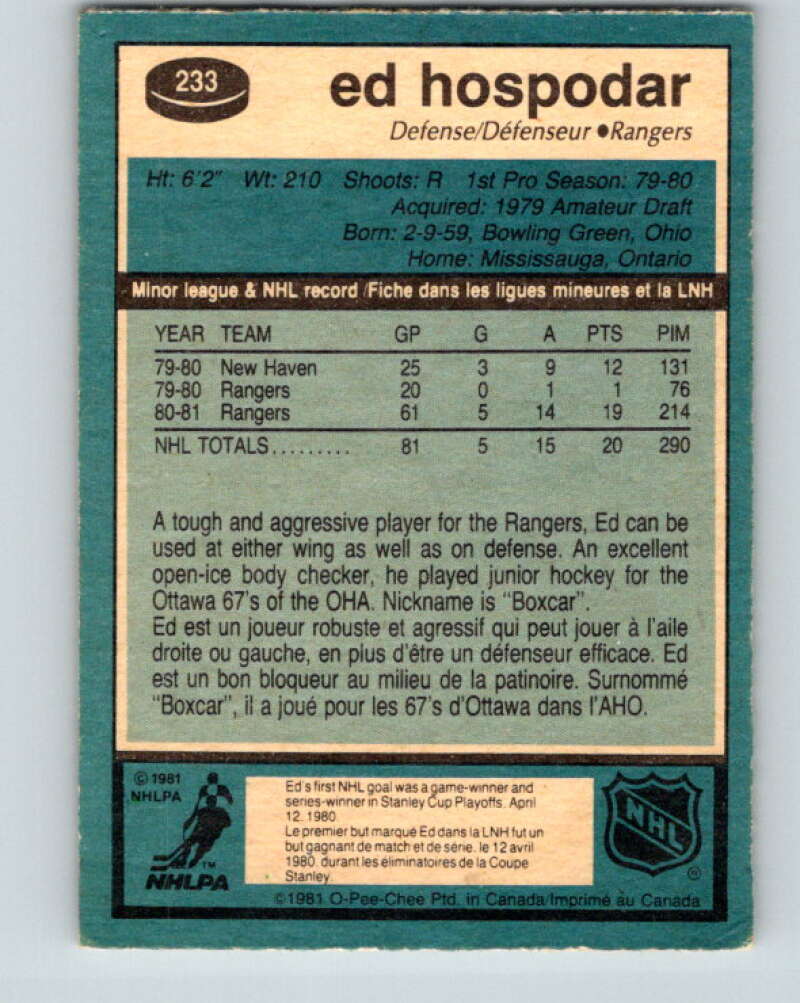 233
ed hospodar
Defense/Défenseur ●Rangers
Ht: 6'2" Wt: 210 Shoots: R 1st Pro Season: 79-80
Acquired: 1979 Amateur Draft
Born: 2-9-59, Bowling Green, Ohio
Home: Mississauga, Ontario
Minor league & NHL record/Fiche dans les ligues mineures et la LNH
YEAR TEAM GP G A PTS PIM
79-80 New Haven 25 3 9 12 131
79-80 Rangers 20 0 1 1 76
80-81 Rangers 61 5 14 19 214
NHL TOTALS......... 81 5 15 20 290
A tough and aggressive player for the Rangers, Ed can be
used at either wing as well as on defense. An excellent
open-ice body checker, he played junior hockey for the
Ottawa 67's of the OHA. Nickname is "Boxcar".
Ed est un joueur robuste et agressif qui peut jouer à l'aile
droite ou gauche, en plus d'être un défenseur efficace. Ed
est un bon bloqueur au milieu de la patinoire. Surnommé
"Boxcar", il a joué pour les 67's d'Ottawa dans l'AHO.
© 1981
NHLPA
TM
NHLPA
Ed's first NHL goal was a game-winner and
series-winner in Stanley Cup Playoffs. April
12. 1980
Le premier but marqué Ed dans la LNH fut un
but gagnant de match et de série. le 12 avril
1980. durant les éliminatoires de la Coupe
Stanley.
NHL
®
©1981 O-Pee-Chee Ptd. in Canada/Imprimé au Canada